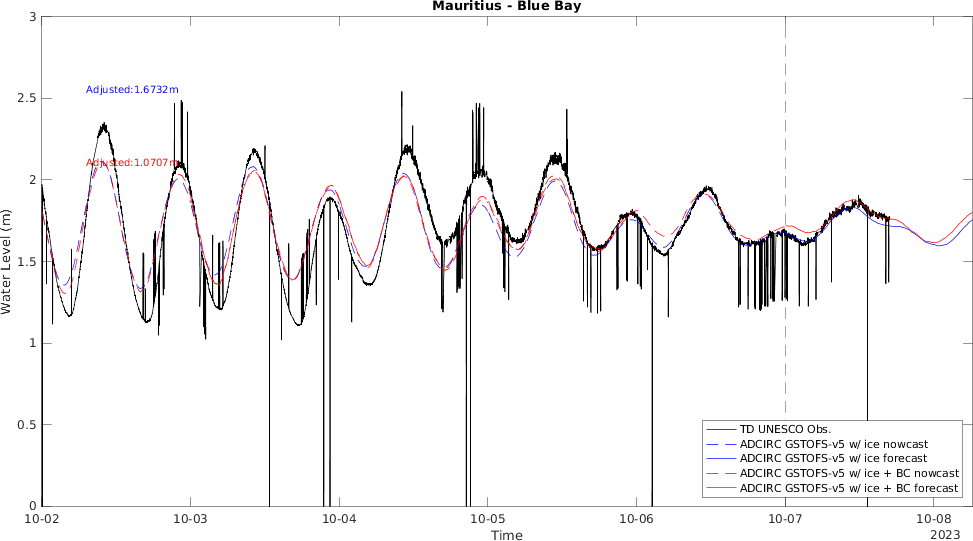 Mauritius - Blue Bay
Water Level (m)
3
2.5
2
1.5
1
0.5
0
Adjusted:1.6732m
Adjusted:1.0707m
TD UNESCO Obs.
ADCIRC GSTOFS-v5 w/ ice nowcast
ADCIRC GSTOFS-v5 w/ ice forecast
ADCIRC GSTOFS-v5 w/ ice + BC nowcast
ADCIRC GSTOFS-v5 w/ ice + BC forecast
10-02 10-03 10-04 10-05 10-06 10-07 10-08
Time
2023